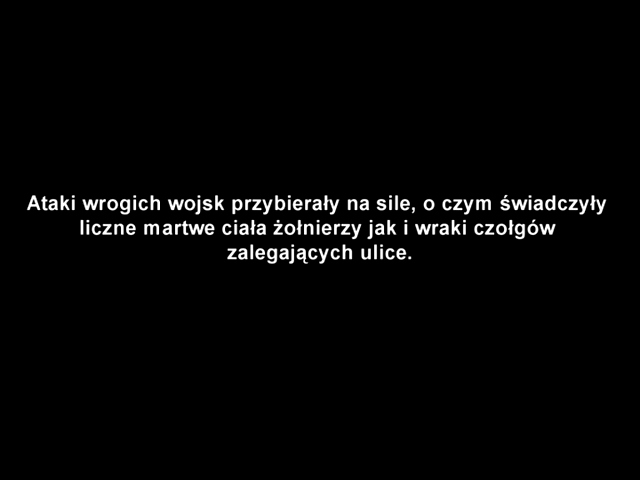 Ataki wrogich wojsk przybierały na sile, o czym świadczyły
liczne martwe ciała żołnierzy jak i wraki czołgów
zalegających ulice.